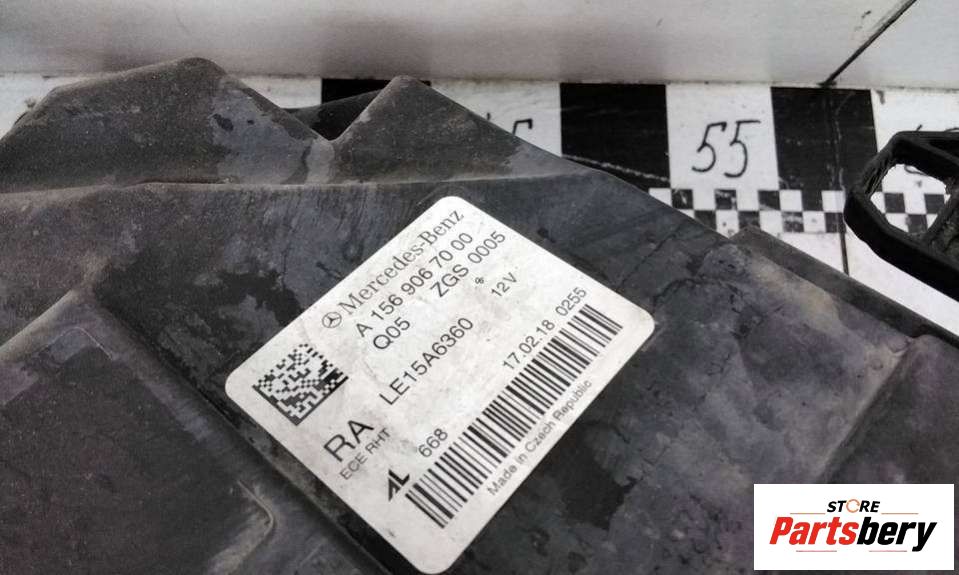 55
Mercedes-Benz
A 156 906 70 00
Q05 ZGS 0005
LE15A6360 12V
RA 17.02.18 0255
ECE RHT
AL 668
Made in Czech Republic
STORE
Partsbery